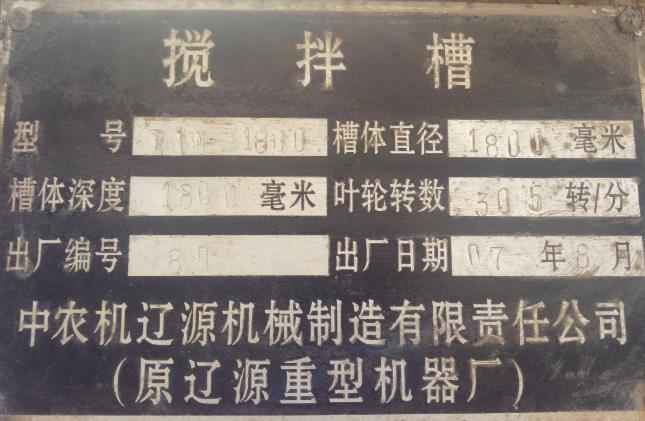 搅拌槽
型号 1800 槽体直径 1800 毫米
槽体深度 1800 毫米 叶轮转数 305 转/分
出厂编号 80 出厂日期 07 年 8 月
中农机辽源机械制造有限责任公司
(原辽源重型机器厂)